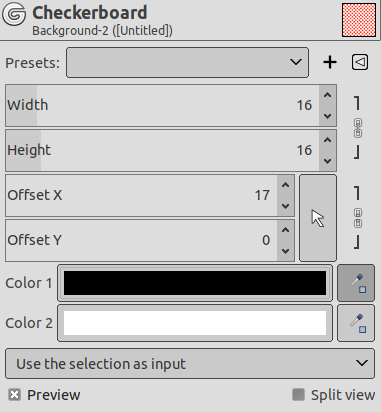 Checkerboard
Background-2 ([Untitled])
Presets:
Width 16
Height 16
Offset X 17
Offset Y 0
Color 1
Color 2
Use the selection as input
Preview Split view